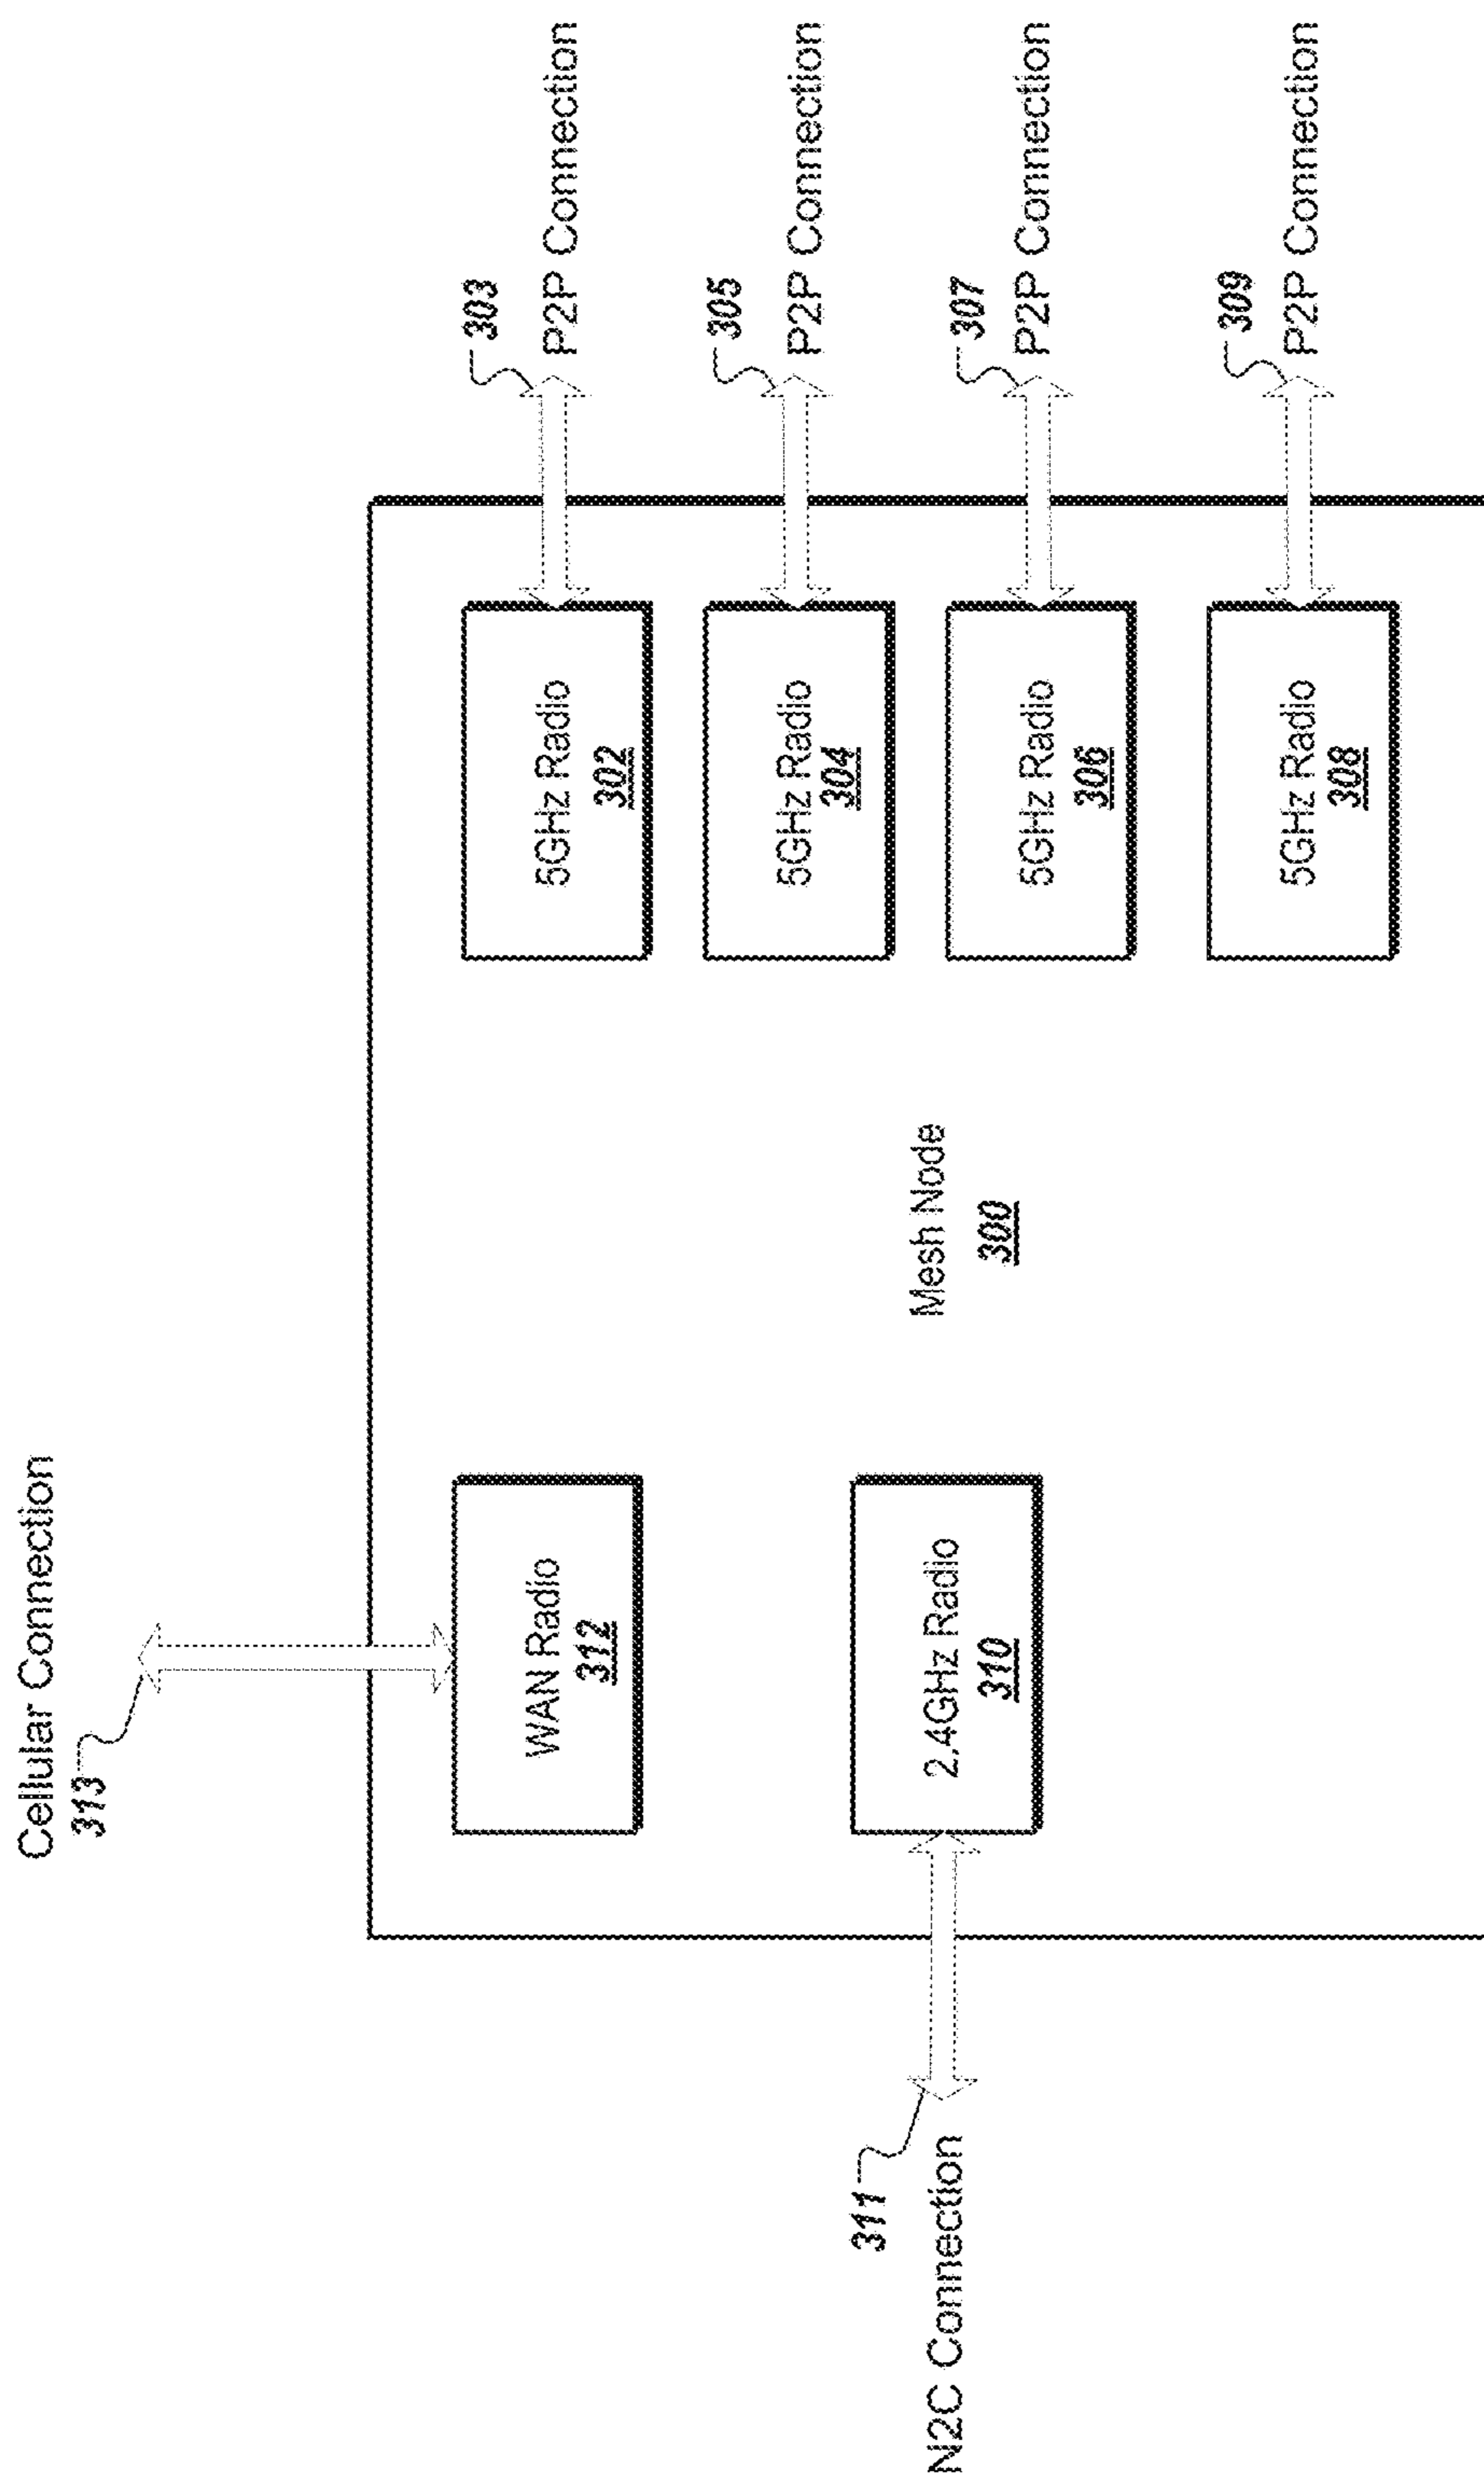 Cellular Connection
313
WAN Radio
312
5GHz Radio
302
303
P2P Connection
5GHz Radio
304
305
P2P Connection
311
N2C Connection
2.4GHz Radio
310
Mesh Node
300
5GHz Radio
306
307
P2P Connection
5GHz Radio
308
309
P2P Connection